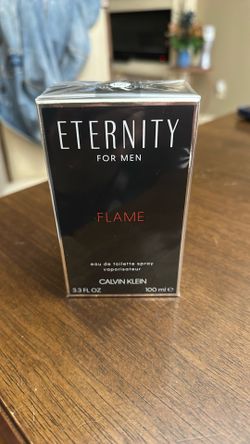 ETERNITY
FOR MEN
FLAME
eau de toilette spray
vaporisateur
CALVIN KLEIN
3.3 FL OZ 100 ml ℮